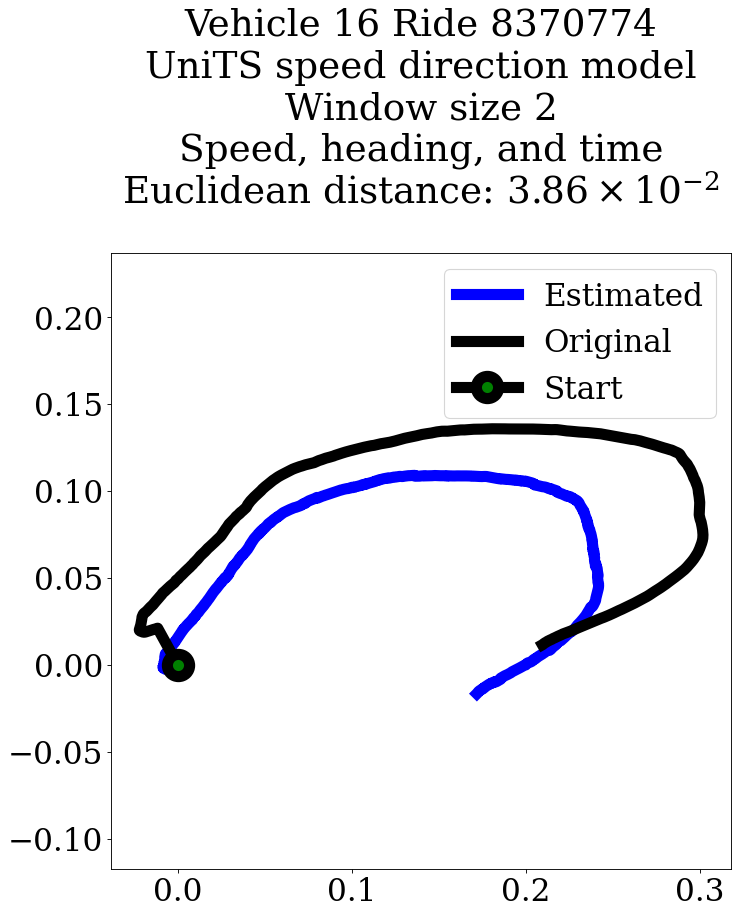 Vehicle 16 Ride 8370774
UniTS speed direction model
Window size 2
Speed, heading, and time
Euclidean distance: 3.86 × 10⁻²
Estimated
Original
Start
0.20
0.15
0.10
0.05
0.00
−0.05
−0.10
0.0 0.1 0.2 0.3